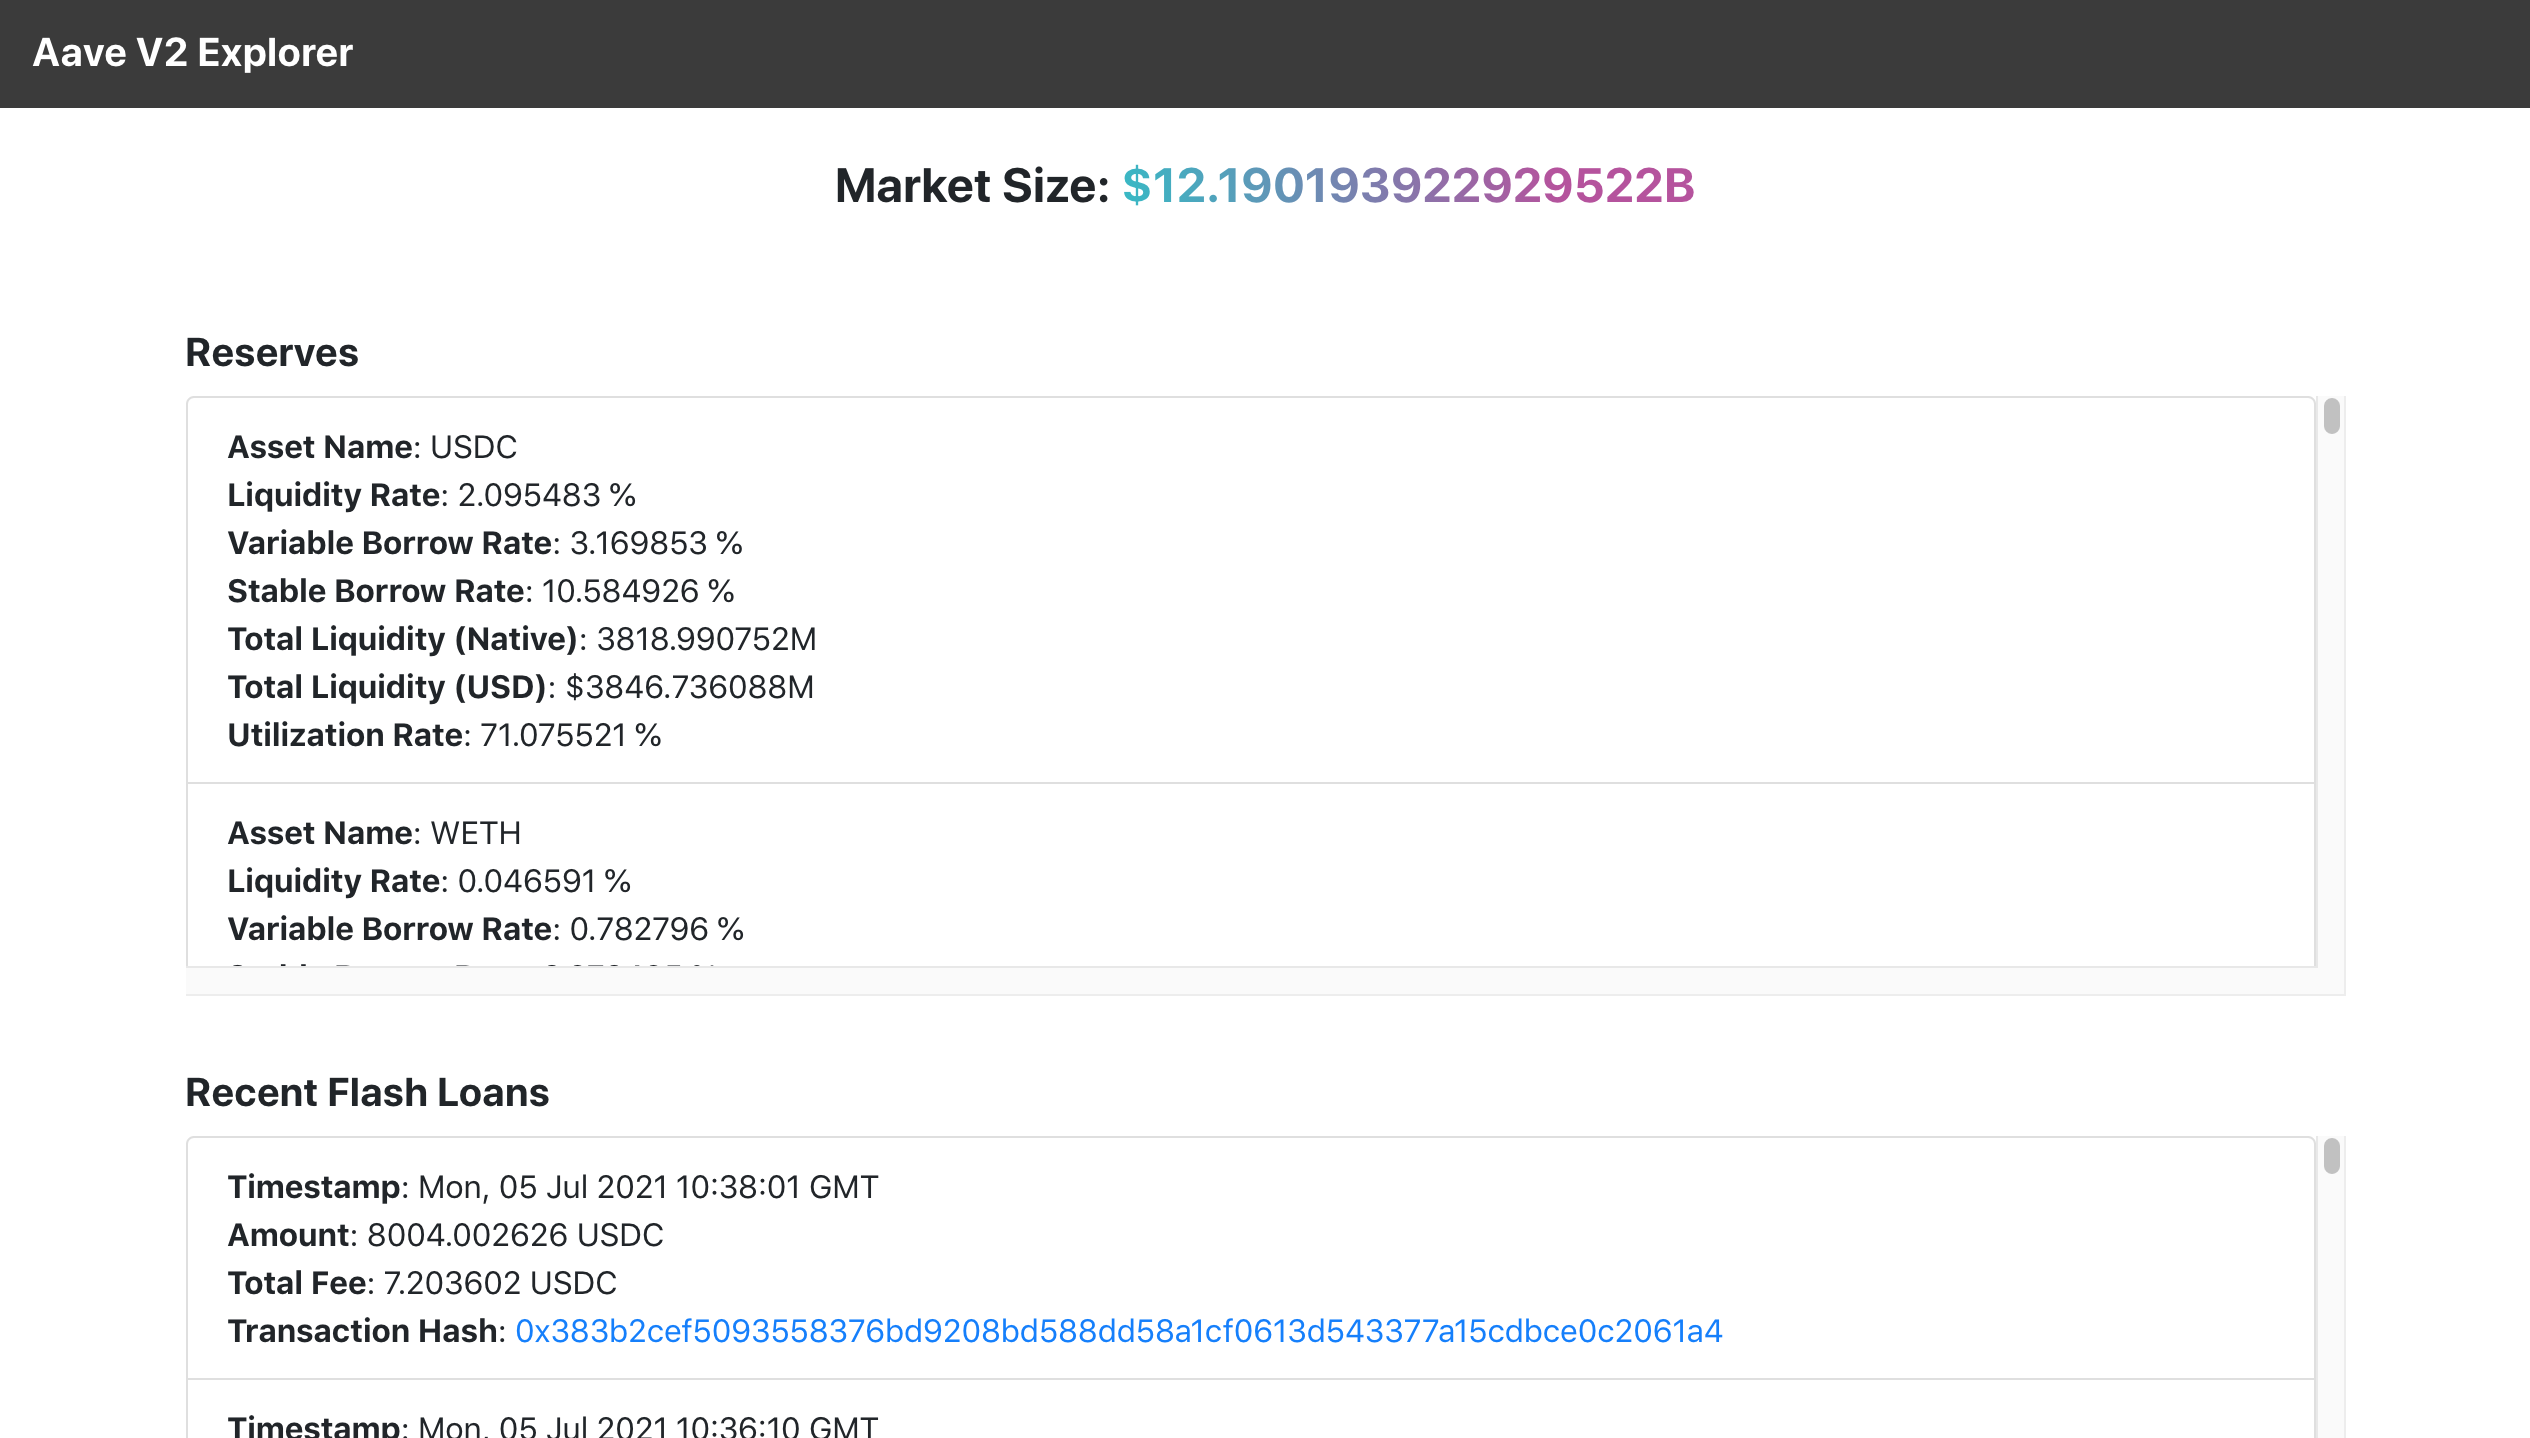 Aave V2 Explorer
Market Size: $12.190193922929522B
Reserves
Asset Name: USDC
Liquidity Rate: 2.095483 %
Variable Borrow Rate: 3.169853 %
Stable Borrow Rate: 10.584926 %
Total Liquidity (Native): 3818.990752M
Total Liquidity (USD): $3846.736088M
Utilization Rate: 71.075521 %
Asset Name: WETH
Liquidity Rate: 0.046591 %
Variable Borrow Rate: 0.782796 %
Recent Flash Loans
Timestamp: Mon, 05 Jul 2021 10:38:01 GMT
Amount: 8004.002626 USDC
Total Fee: 7.203602 USDC
Transaction Hash: 0x383b2cef5093558376bd9208bd588dd58a1cf0613d543377a15cdbce0c2061a4
Timestamp: Mon, 05 Jul 2021 10:36:10 GMT